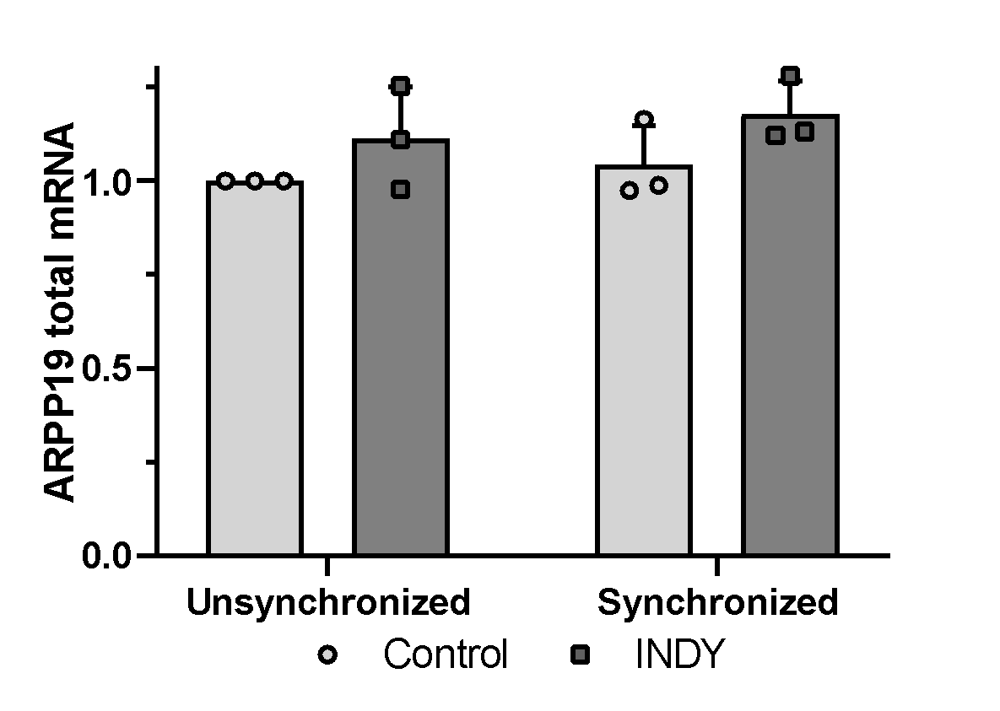 ARPP19 total mRNA
1.0
0.5
0.0
Unsynchronized Synchronized
Control INDY